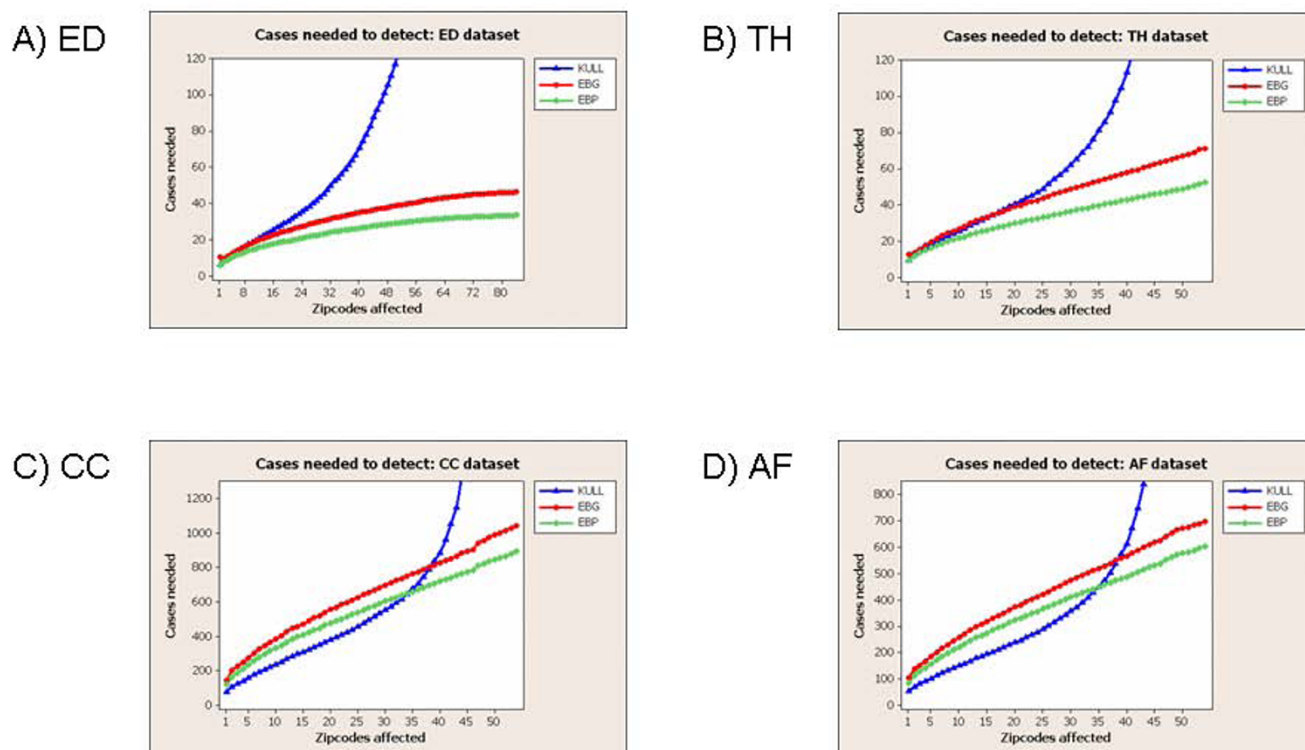 A) ED
Cases needed to detect: ED dataset
Cases needed
120
100
80
60
40
20
0
1 8 16 24 32 40 48 56 64 72 80
Zipcodes affected
KULL
EBG
EBP
B) TH
Cases needed to detect: TH dataset
Cases needed
120
100
80
60
40
20
0
1 5 10 15 20 25 30 35 40 45 50
Zipcodes affected
KULL
EBG
EBP
C) CC
Cases needed to detect: CC dataset
Cases needed
1200
1000
800
600
400
200
0
1 5 10 15 20 25 30 35 40 45 50
Zipcodes affected
KULL
EBG
EBP
D) AF
Cases needed to detect: AF dataset
Cases needed
800
700
600
500
400
300
200
100
0
1 5 10 15 20 25 30 35 40 45 50
Zipcodes affected
KULL
EBG
EBP